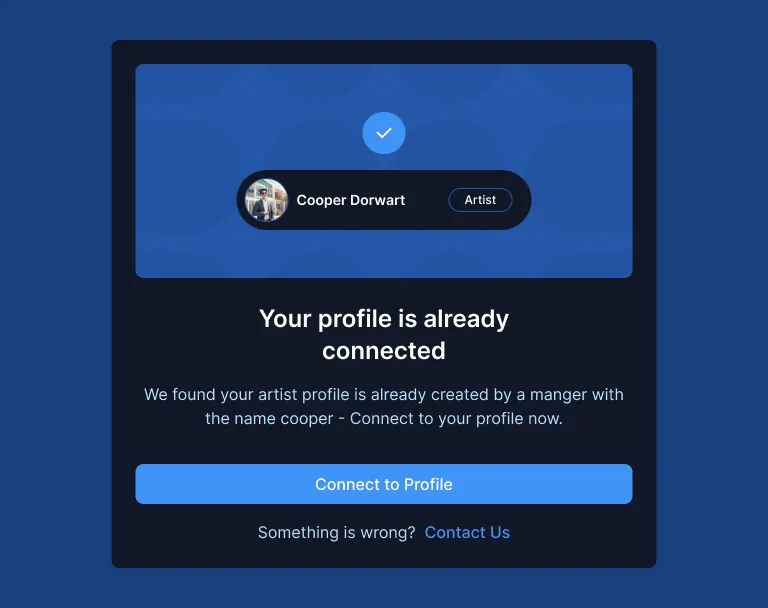 Cooper Dorwart
Artist
Your profile is already
connected
We found your artist profile is already created by a manger with
the name cooper - Connect to your profile now.
Connect to Profile
Something is wrong? Contact Us